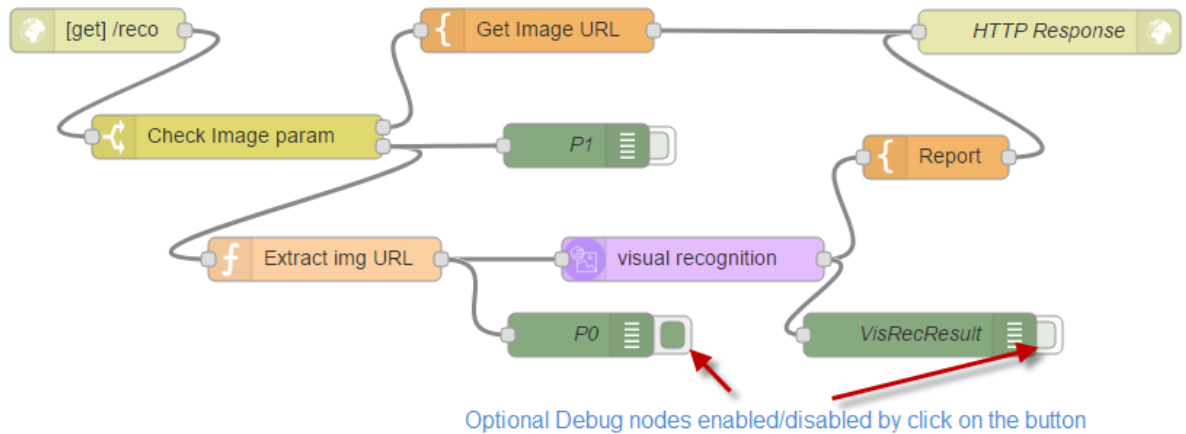 [get] /reco
Get Image URL
HTTP Response
Check Image param
P1
Report
Extract img URL
visual recognition
P0
VisRecResult
Optional Debug nodes enabled/disabled by click on the button